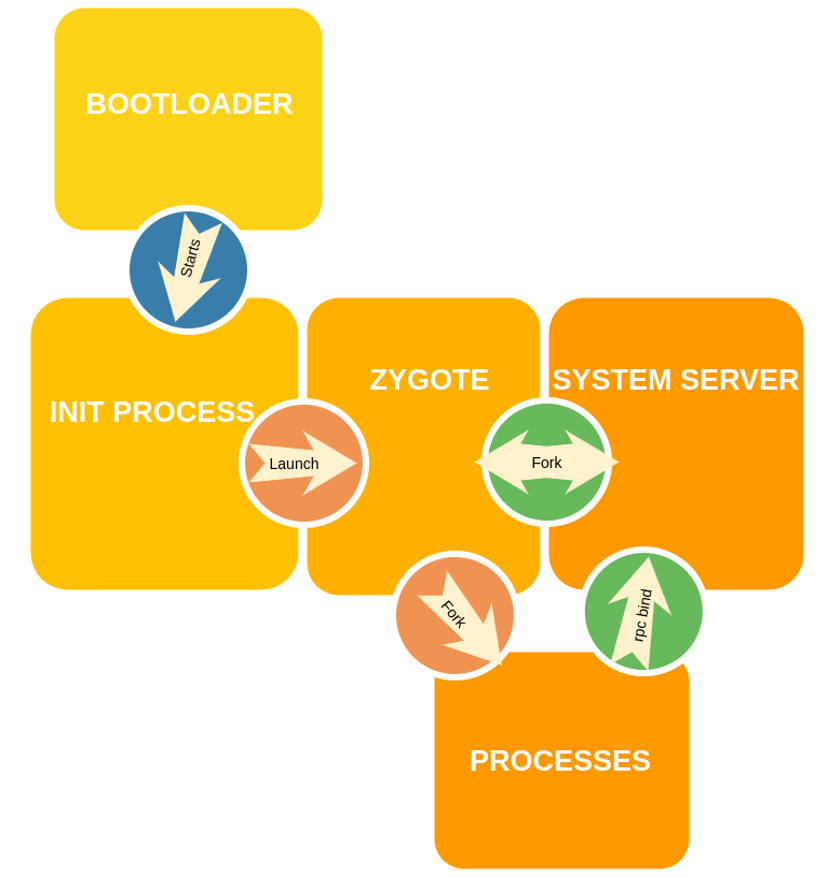 BOOTLOADER
Starts
INIT PROCESS
Launch
ZYGOTE
Fork
SYSTEM SERVER
Fork
rpc bind
PROCESSES